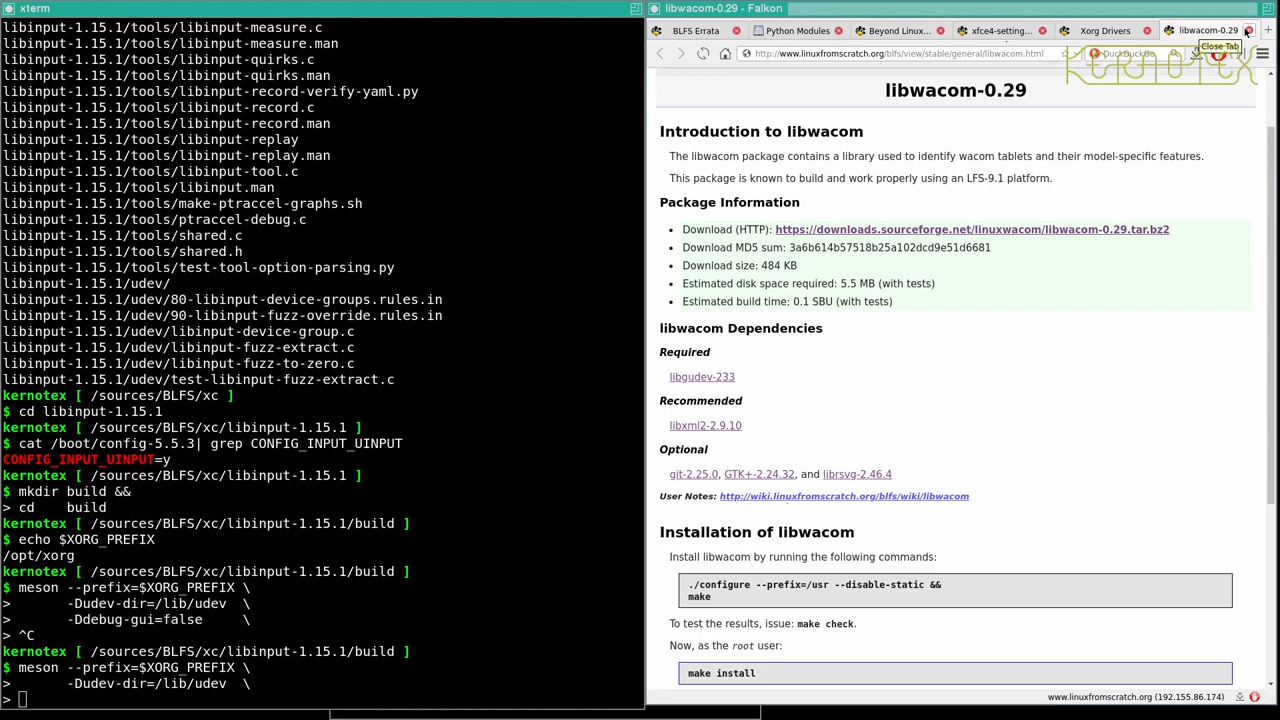 xterm
libinput-1.15.1/tools/libinput-measure.c
libinput-1.15.1/tools/libinput-measure.man
libinput-1.15.1/tools/libinput-quirks.c
libinput-1.15.1/tools/libinput-quirks.man
libinput-1.15.1/tools/libinput-record-verify-yaml.py
libinput-1.15.1/tools/libinput-record.c
libinput-1.15.1/tools/libinput-record.man
libinput-1.15.1/tools/libinput-replay
libinput-1.15.1/tools/libinput-replay.man
libinput-1.15.1/tools/libinput-tool.c
libinput-1.15.1/tools/libinput.man
libinput-1.15.1/tools/make-ptraccel-graphs.sh
libinput-1.15.1/tools/ptraccel-debug.c
libinput-1.15.1/tools/shared.c
libinput-1.15.1/tools/shared.h
libinput-1.15.1/tools/test-tool-option-parsing.py
libinput-1.15.1/udev/
libinput-1.15.1/udev/80-libinput-device-groups.rules.in
libinput-1.15.1/udev/90-libinput-fuzz-override.rules.in
libinput-1.15.1/udev/libinput-device-group.c
libinput-1.15.1/udev/libinput-fuzz-extract.c
libinput-1.15.1/udev/libinput-fuzz-to-zero.c
libinput-1.15.1/udev/test-libinput-fuzz-extract.c
kernotex [ /sources/BLFS/xc ]
$ cd libinput-1.15.1
kernotex [ /sources/BLFS/xc/libinput-1.15.1 ]
$ cat /boot/config-5.5.3| grep CONFIG_INPUT_UINPUT
CONFIG_INPUT_UINPUT=y
kernotex [ /sources/BLFS/xc/libinput-1.15.1 ]
$ mkdir build &&
> cd    build
kernotex [ /sources/BLFS/xc/libinput-1.15.1/build ]
$ echo $XORG_PREFIX
/opt/xorg
kernotex [ /sources/BLFS/xc/libinput-1.15.1/build ]
$ meson --prefix=$XORG_PREFIX \
>       -Dudev-dir=/lib/udev  \
>       -Ddebug-gui=false     \
> ^C
kernotex [ /sources/BLFS/xc/libinput-1.15.1/build ]
$ meson --prefix=$XORG_PREFIX \
>       -Dudev-dir=/lib/udev  \
>
libwacom-0.29 - Falkon
BLFS Errata
Python Modules
Beyond Linux...
xfce4-setting...
Xorg Drivers
libwacom-0.29
Close Tab
http://www.linuxfromscratch.org/blfs/view/stable/general/libwacom.html
DuckDuckGo
KERNOTEX
libwacom-0.29
Introduction to libwacom
The libwacom package contains a library used to identify wacom tablets and their model-specific features.
This package is known to build and work properly using an LFS-9.1 platform.
Package Information
• Download (HTTP): https://downloads.sourceforge.net/linuxwacom/libwacom-0.29.tar.bz2
• Download MD5 sum: 3a6b614b57518b25a102dcd9e51d6681
• Download size: 484 KB
• Estimated disk space required: 5.5 MB (with tests)
• Estimated build time: 0.1 SBU (with tests)
libwacom Dependencies
Required
libgudev-233
Recommended
libxml2-2.9.10
Optional
git-2.25.0, GTK+-2.24.32, and librsvg-2.46.4
User Notes: http://wiki.linuxfromscratch.org/blfs/wiki/libwacom
Installation of libwacom
Install libwacom by running the following commands:
./configure --prefix=/usr --disable-static &&
make
To test the results, issue: make check.
Now, as the root user:
make install
www.linuxfromscratch.org (192.155.86.174)